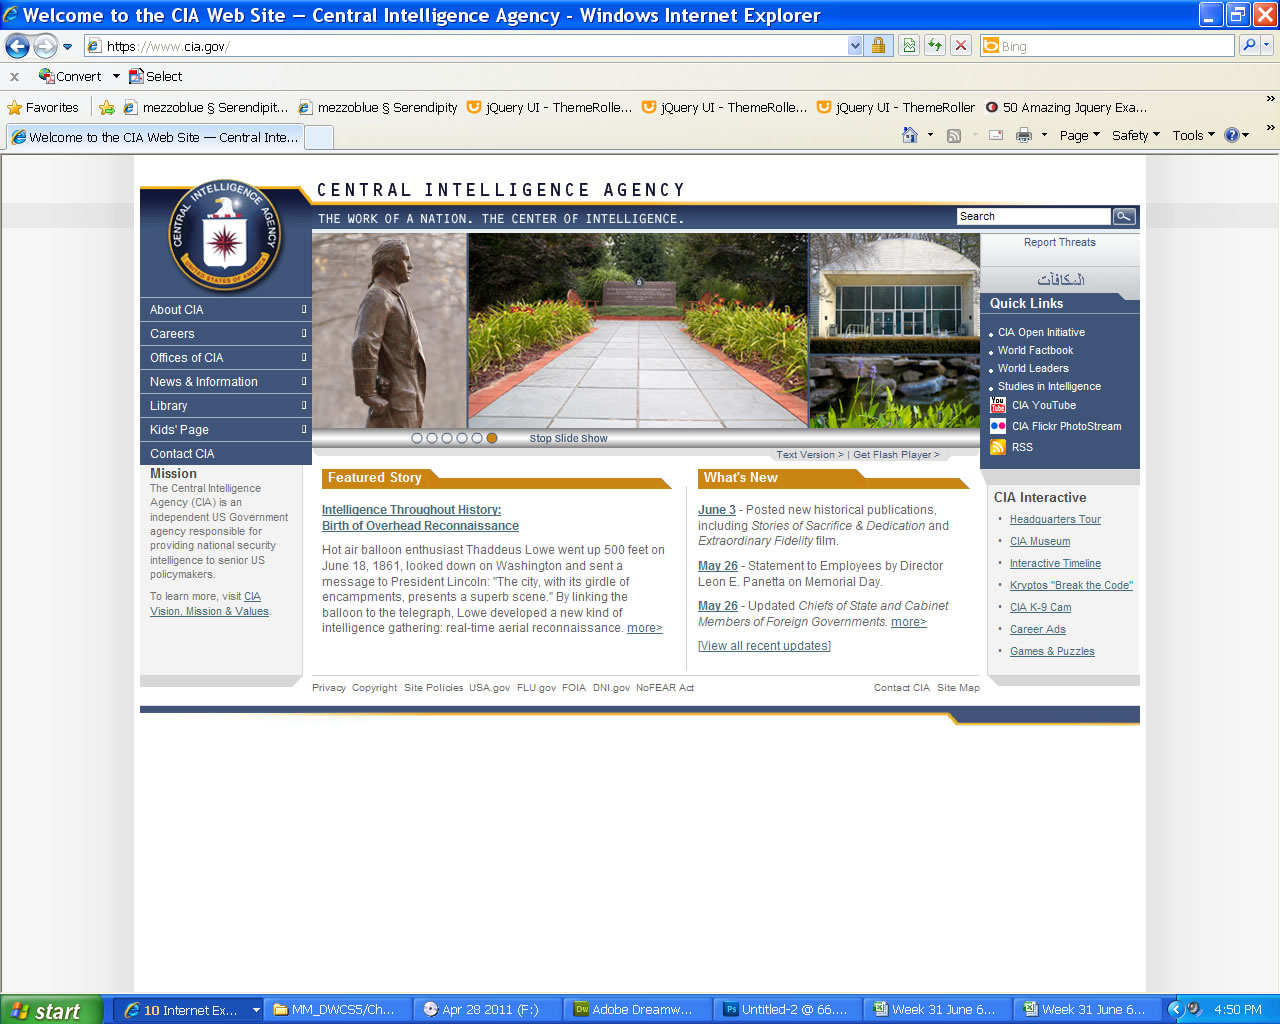 Welcome to the CIA Web Site — Central Intelligence Agency - Windows Internet Explorer
https://www.cia.gov/
Bing
x Convert Select
Favorites mezzoblue § Serendipit... mezzoblue § Serendipity jQuery UI - ThemeRolle... jQuery UI - ThemeRolle... jQuery UI - ThemeRoller 50 Amazing Jquery Exa... »
Welcome to the CIA Web Site — Central Inte... Page Safety Tools »
CENTRAL INTELLIGENCE AGENCY
CENTRAL INTELLIGENCE AGENCY
UNITED STATES OF AMERICA
THE WORK OF A NATION. THE CENTER OF INTELLIGENCE.
Search
Report Threats
المكافآت
About CIA
Careers
Offices of CIA
News & Information
Library
Kids' Page
Contact CIA
Stop Slide Show
Text Version > | Get Flash Player >
Quick Links
CIA Open Initiative
World Factbook
World Leaders
Studies in Intelligence
You Tube CIA YouTube
CIA Flickr PhotoStream
RSS
Mission
The Central Intelligence
Agency (CIA) is an
independent US Government
agency responsible for
providing national security
intelligence to senior US
policymakers.
To learn more, visit CIA
Vision, Mission & Values.
Featured Story
Intelligence Throughout History:
Birth of Overhead Reconnaissance
Hot air balloon enthusiast Thaddeus Lowe went up 500 feet on
June 18, 1861, looked down on Washington and sent a
message to President Lincoln: "The city, with its girdle of
encampments, presents a superb scene." By linking the
balloon to the telegraph, Lowe developed a new kind of
intelligence gathering: real-time aerial reconnaissance. more>
What's New
June 3 - Posted new historical publications,
including Stories of Sacrifice & Dedication and
Extraordinary Fidelity film.
May 26 - Statement to Employees by Director
Leon E. Panetta on Memorial Day.
May 26 - Updated Chiefs of State and Cabinet
Members of Foreign Governments. more>
[View all recent updates]
CIA Interactive
• Headquarters Tour
• CIA Museum
• Interactive Timeline
• Kryptos "Break the Code"
• CIA K-9 Cam
• Career Ads
• Games & Puzzles
Privacy Copyright Site Policies USA.gov FLU.gov FOIA DNI.gov NoFEAR Act
Contact CIA Site Map
start 10 Internet Ex... MM_DWCS5/Ch... Apr 28 2011 (F:) Dw Adobe Dreamw... Ps Untitled-2 @ 66.... Week 31 June 6... Week 31 June 6... 4:50 PM